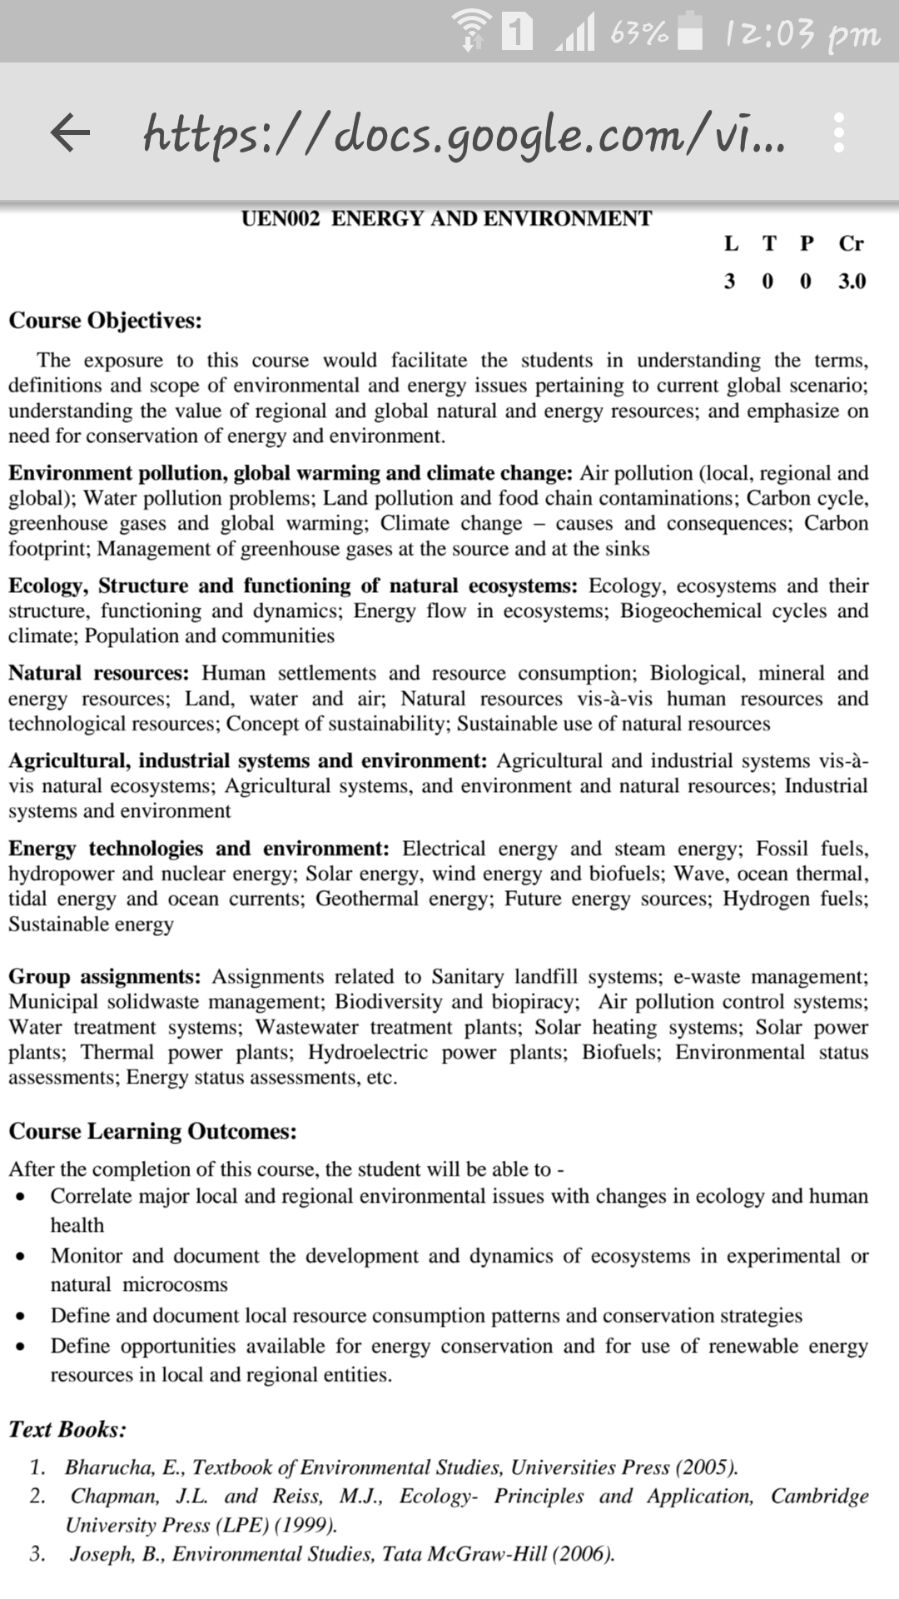 1 63% 12:03 pm
https://docs.google.com/vi...
UEN002 ENERGY AND ENVIRONMENT
L T P Cr
3 0 0 3.0
Course Objectives:
The exposure to this course would facilitate the students in understanding the terms,
definitions and scope of environmental and energy issues pertaining to current global scenario;
understanding the value of regional and global natural and energy resources; and emphasize on
need for conservation of energy and environment.
Environment pollution, global warming and climate change: Air pollution (local, regional and
global); Water pollution problems; Land pollution and food chain contaminations; Carbon cycle,
greenhouse gases and global warming; Climate change – causes and consequences; Carbon
footprint; Management of greenhouse gases at the source and at the sinks
Ecology, Structure and functioning of natural ecosystems: Ecology, ecosystems and their
structure, functioning and dynamics; Energy flow in ecosystems; Biogeochemical cycles and
climate; Population and communities
Natural resources: Human settlements and resource consumption; Biological, mineral and
energy resources; Land, water and air; Natural resources vis-à-vis human resources and
technological resources; Concept of sustainability; Sustainable use of natural resources
Agricultural, industrial systems and environment: Agricultural and industrial systems vis-à-
vis natural ecosystems; Agricultural systems, and environment and natural resources; Industrial
systems and environment
Energy technologies and environment: Electrical energy and steam energy; Fossil fuels,
hydropower and nuclear energy; Solar energy, wind energy and biofuels; Wave, ocean thermal,
tidal energy and ocean currents; Geothermal energy; Future energy sources; Hydrogen fuels;
Sustainable energy
Group assignments: Assignments related to Sanitary landfill systems; e-waste management;
Municipal solidwaste management; Biodiversity and biopiracy; Air pollution control systems;
Water treatment systems; Wastewater treatment plants; Solar heating systems; Solar power
plants; Thermal power plants; Hydroelectric power plants; Biofuels; Environmental status
assessments; Energy status assessments, etc.
Course Learning Outcomes:
After the completion of this course, the student will be able to -
• Correlate major local and regional environmental issues with changes in ecology and human
health
• Monitor and document the development and dynamics of ecosystems in experimental or
natural microcosms
• Define and document local resource consumption patterns and conservation strategies
• Define opportunities available for energy conservation and for use of renewable energy
resources in local and regional entities.
Text Books:
1. Bharucha, E., Textbook of Environmental Studies, Universities Press (2005).
2. Chapman, J.L. and Reiss, M.J., Ecology- Principles and Application, Cambridge
University Press (LPE) (1999).
3. Joseph, B., Environmental Studies, Tata McGraw-Hill (2006).